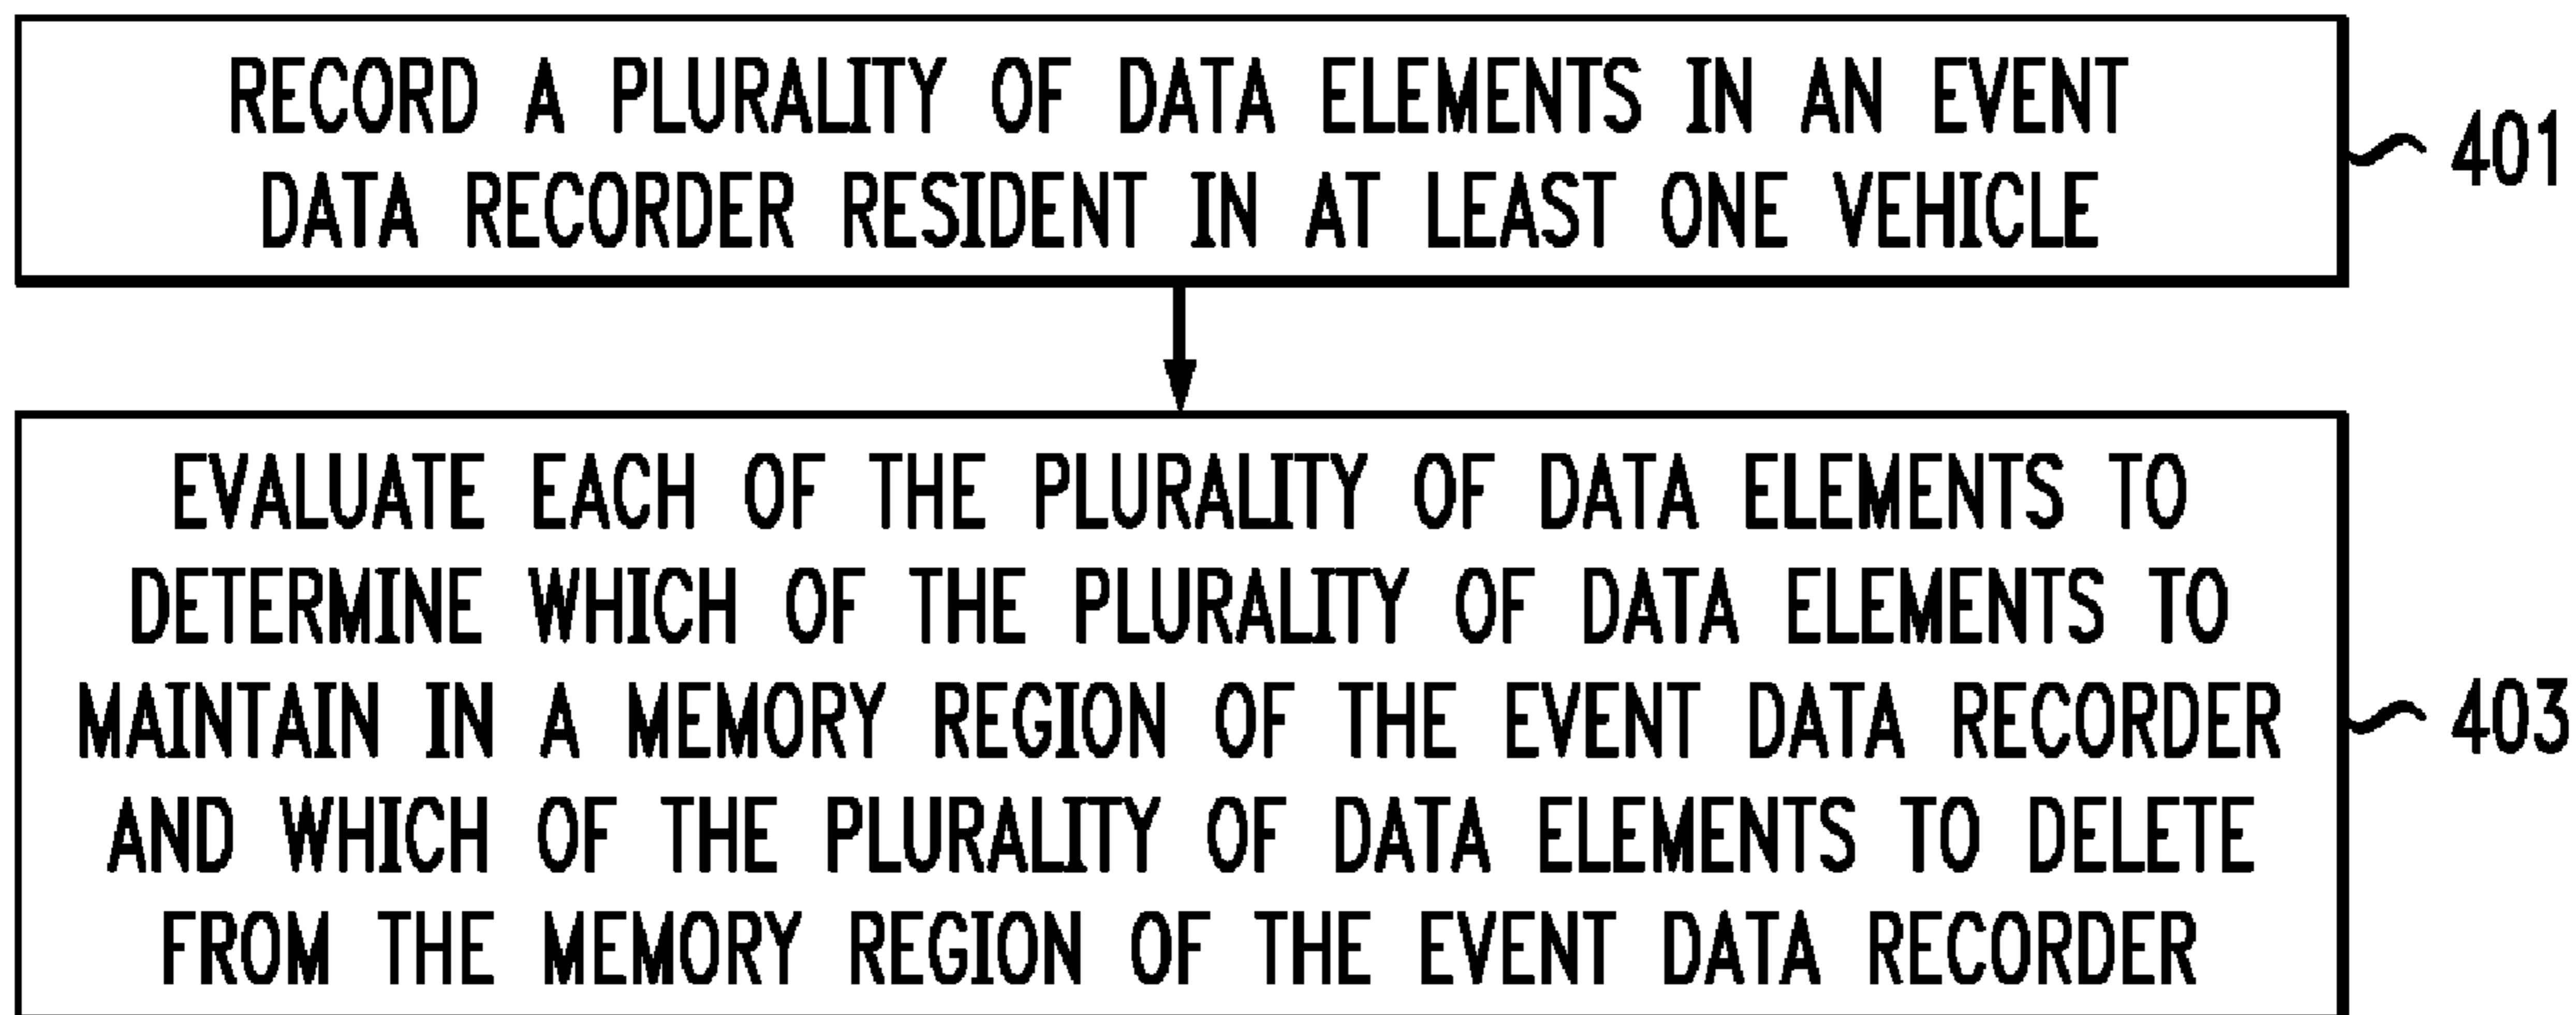 RECORD A PLURALITY OF DATA ELEMENTS IN AN EVENT
DATA RECORDER RESIDENT IN AT LEAST ONE VEHICLE
401
EVALUATE EACH OF THE PLURALITY OF DATA ELEMENTS TO
DETERMINE WHICH OF THE PLURALITY OF DATA ELEMENTS TO
MAINTAIN IN A MEMORY REGION OF THE EVENT DATA RECORDER
AND WHICH OF THE PLURALITY OF DATA ELEMENTS TO DELETE
FROM THE MEMORY REGION OF THE EVENT DATA RECORDER
403